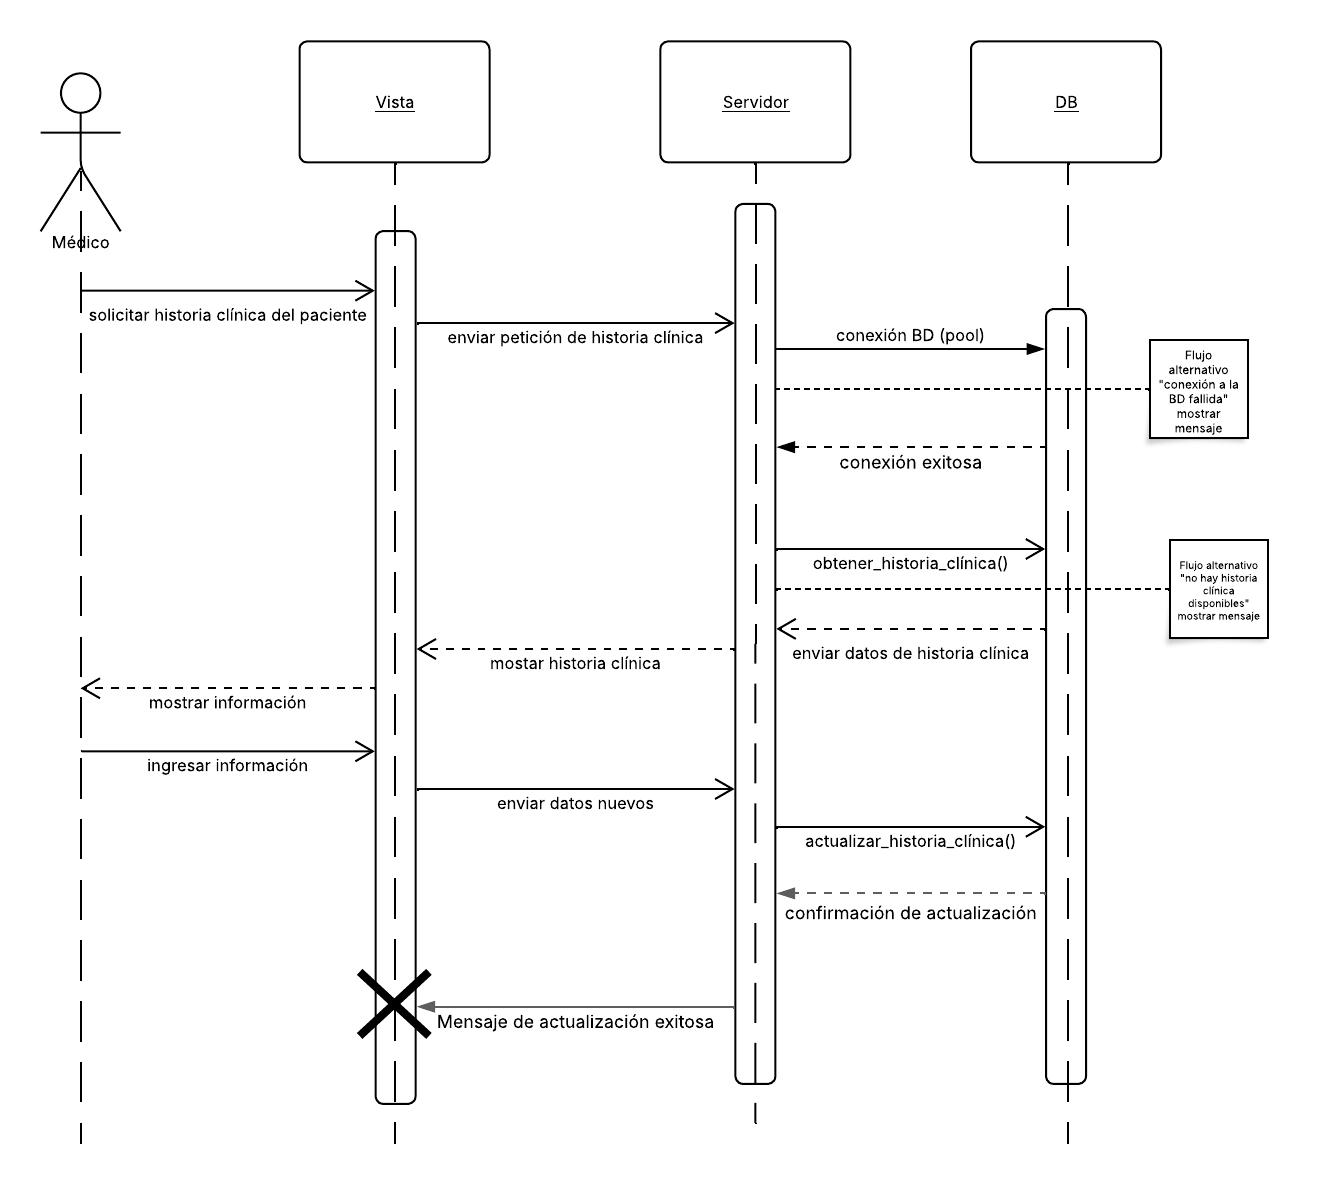 Vista
Servidor
DB
Médico
solicitar historia clínica del paciente
enviar petición de historia clínica
conexión BD (pool)
Flujo
alternativo
"conexión a la
BD fallida"
mostrar
mensaje
conexión exitosa
obtener_historia_clínica()
Flujo alternativo
"no hay historia
clínica
disponibles"
mostrar mensaje
enviar datos de historia clínica
mostar historia clínica
mostrar información
ingresar información
enviar datos nuevos
actualizar_historia_clínica()
confirmación de actualización
Mensaje de actualización exitosa